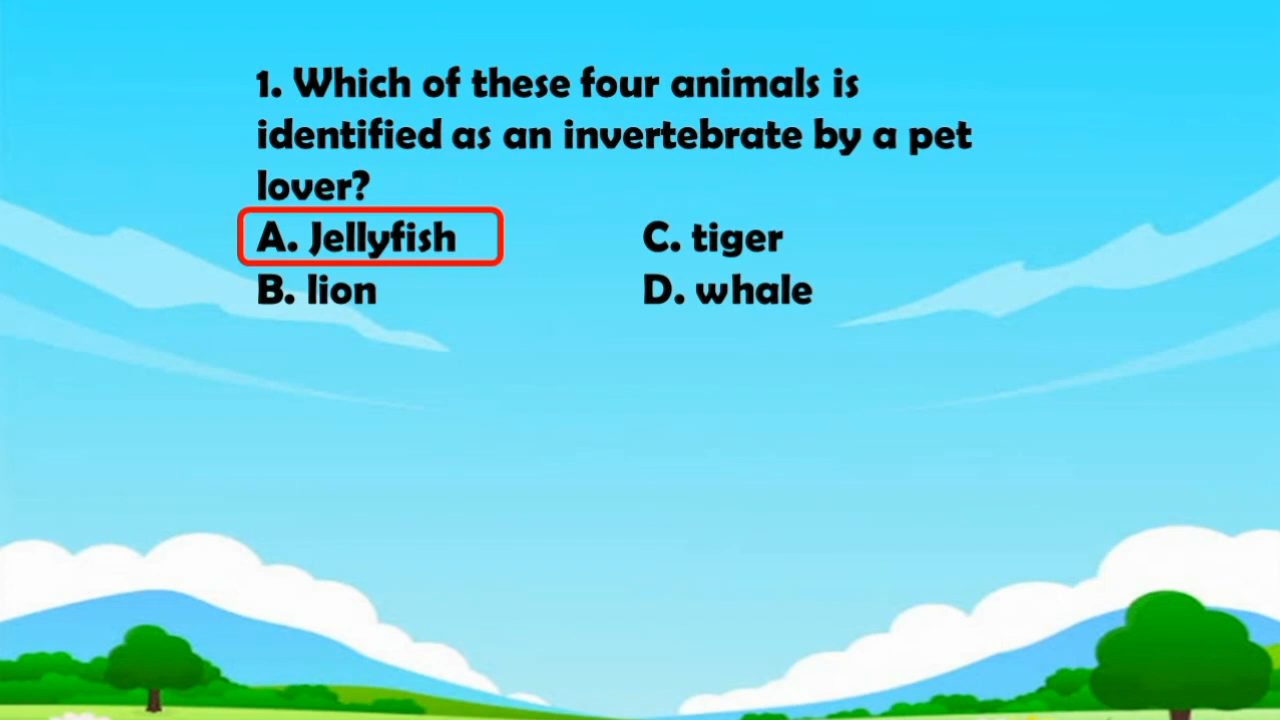 1. Which of these four animals is
identified as an invertebrate by a pet
lover?
A. Jellyfish C. tiger
B. lion D. whale